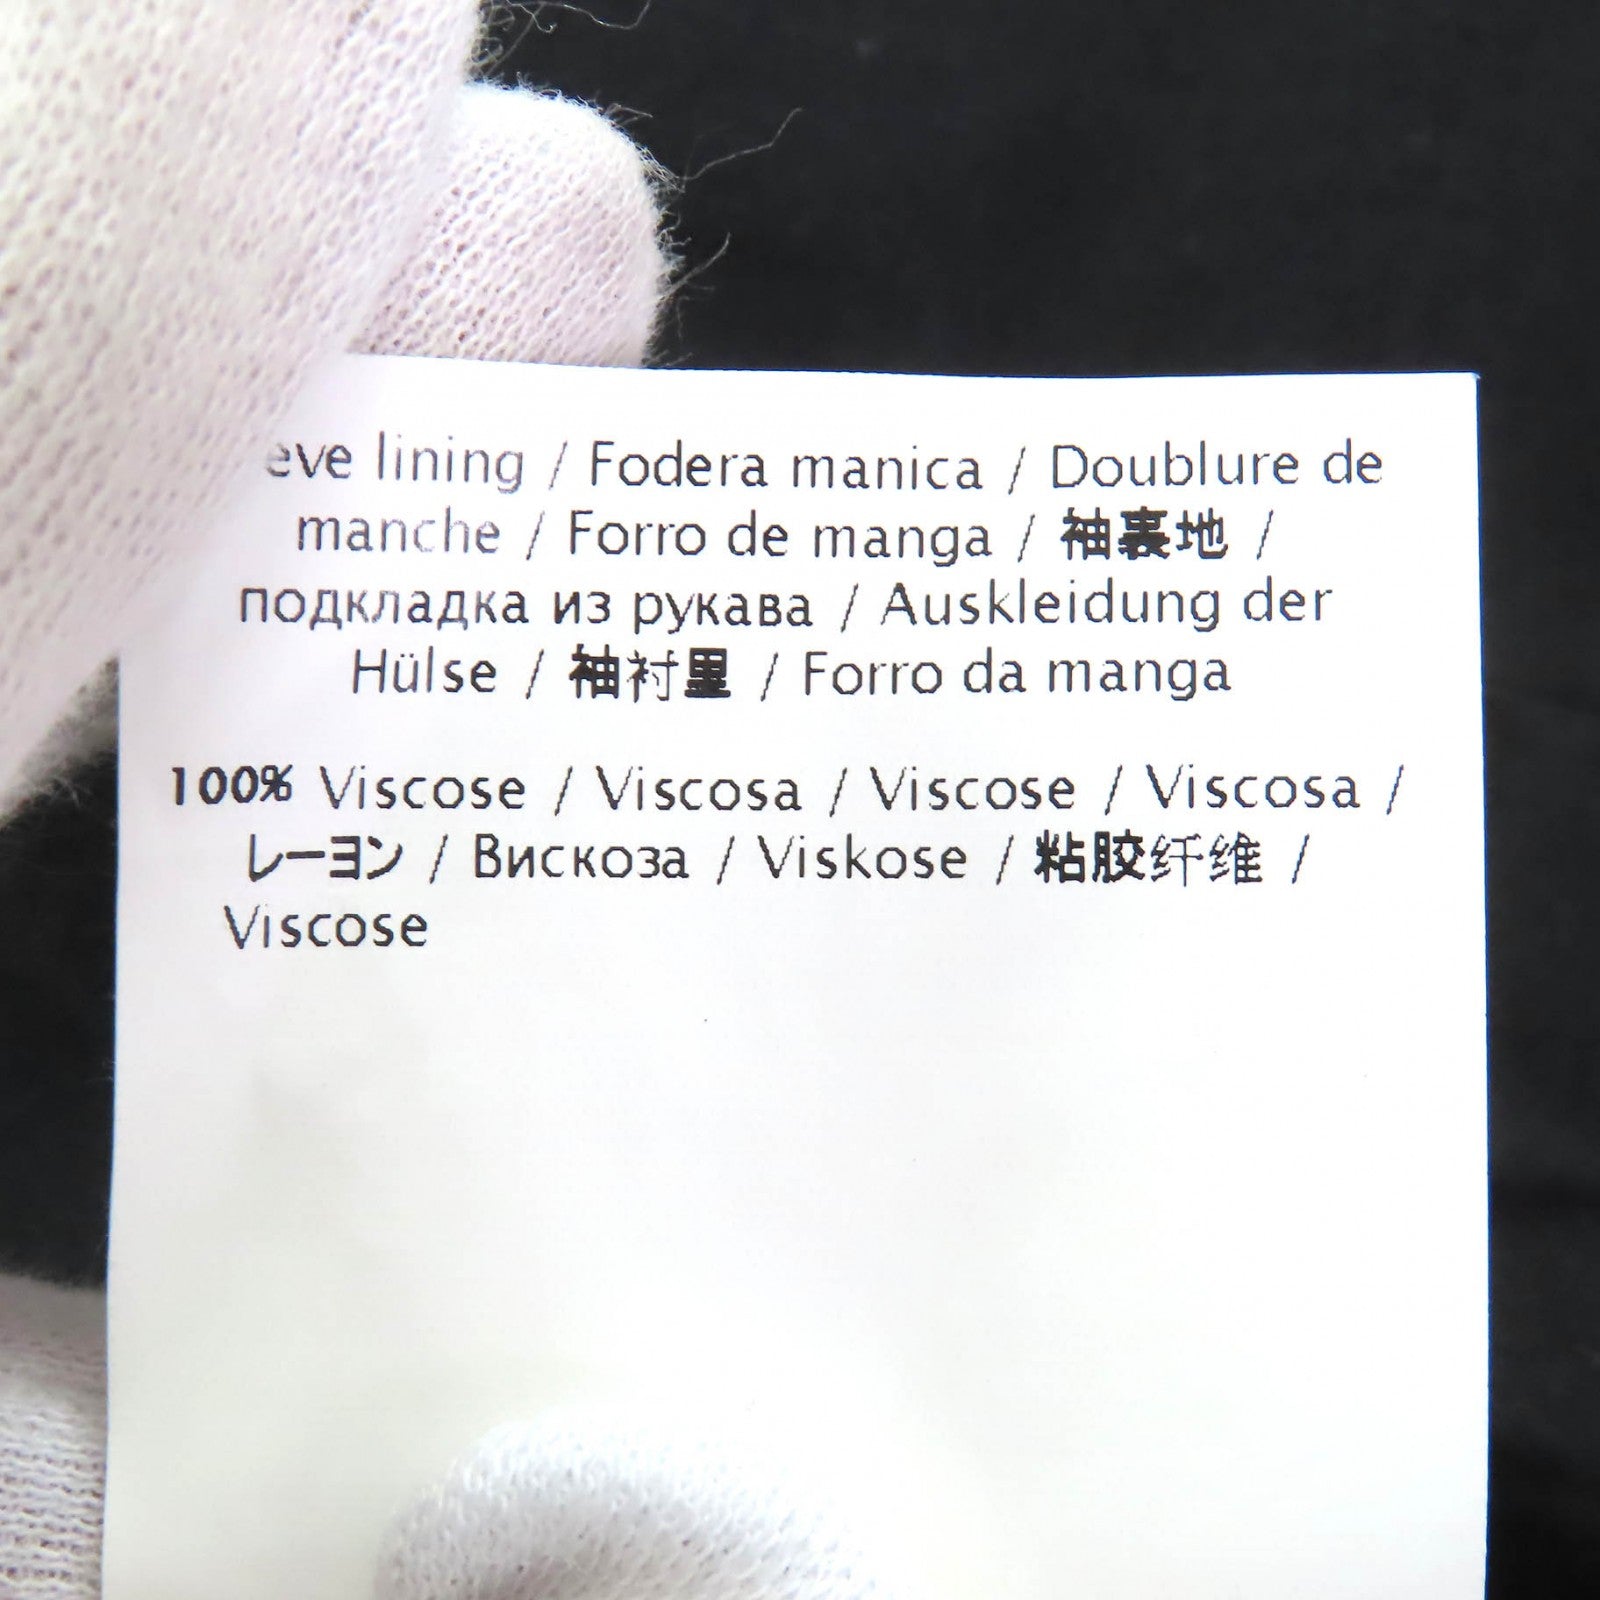 eve lining / Fodera manica / Doublure de
manche / Forro de manga / 袖裏地 /
подкладка из рукава / Auskleidung der
Hülse / 袖衬里 / Forro da manga
100% Viscose / Viscosa / Viscose / Viscosa /
レーヨン / Вискоза / Viskose / 粘胶纤维 /
Viscose